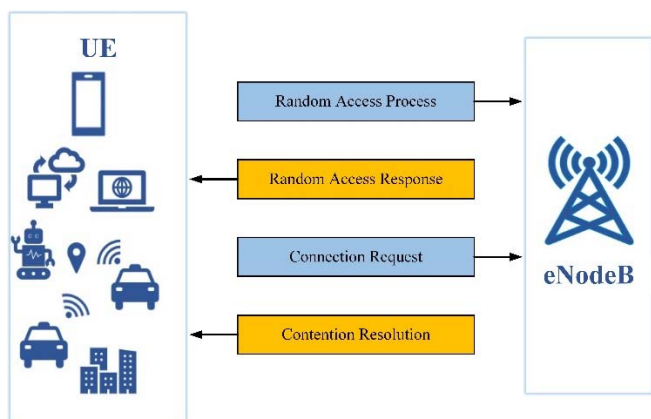 UE
Random Access Process
Random Access Response
Connection Request
Contention Resolution
eNodeB